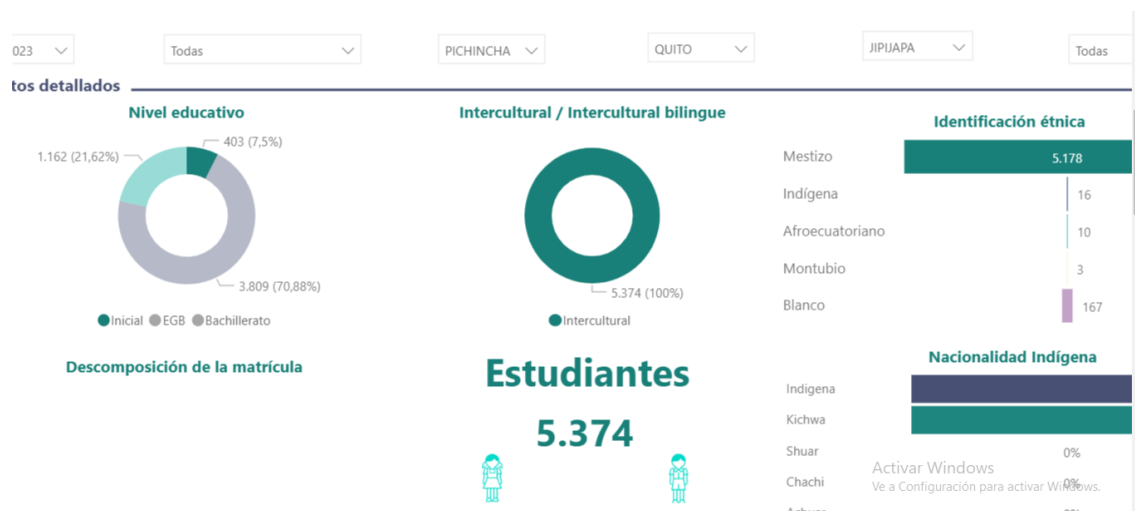 023
Todas
PICHINCHA
QUITO
JIPIJAPA
Todas
tos detallados
Nivel educativo
403 (7,5%)
1.162 (21,62%)
3.809 (70,88%)
Inicial EGB Bachillerato
Intercultural / Intercultural bilingue
5.374 (100%)
Intercultural
Identificación étnica
Mestizo 5.178
Indígena 16
Afroecuatoriano 10
Montubio 3
Blanco 167
Descomposición de la matrícula
Estudiantes
5.374
Nacionalidad Indígena
Indigena
Kichwa
Shuar 0%
Chachi 0%
Activar Windows
Ve a Configuración para activar Windows.